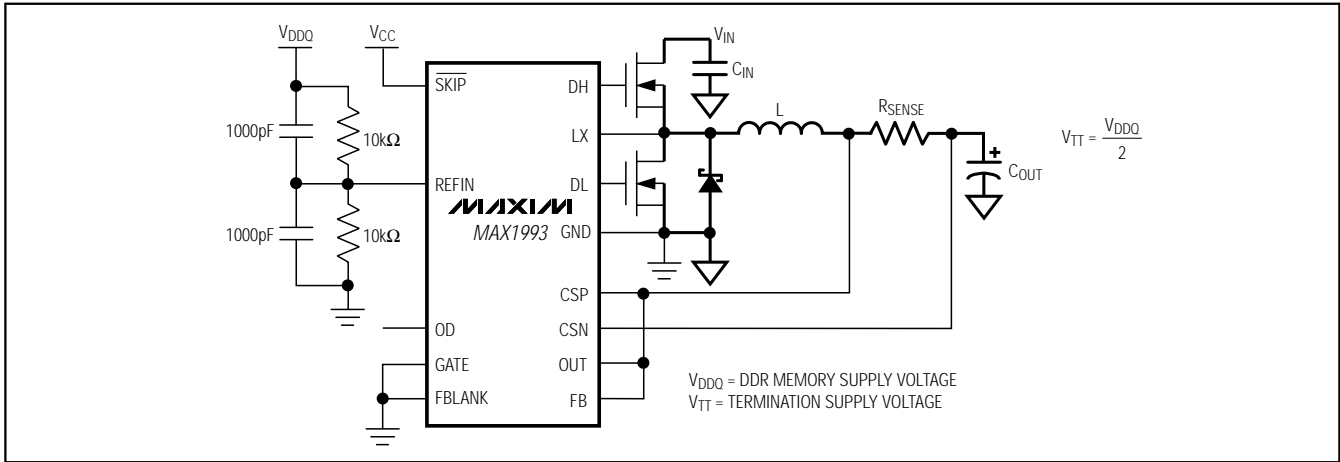 VDDQ
VCC
VIN
SKIP
DH
CIN
1000pF
10kΩ
L
RSENSE
LX
VTT = VDDQ / 2
REFIN
DL
+
COUT
MAXIM
MAX1993
GND
1000pF
10kΩ
CSP
OD
CSN
GATE
OUT
FBLANK
FB
VDDQ = DDR MEMORY SUPPLY VOLTAGE
VTT = TERMINATION SUPPLY VOLTAGE